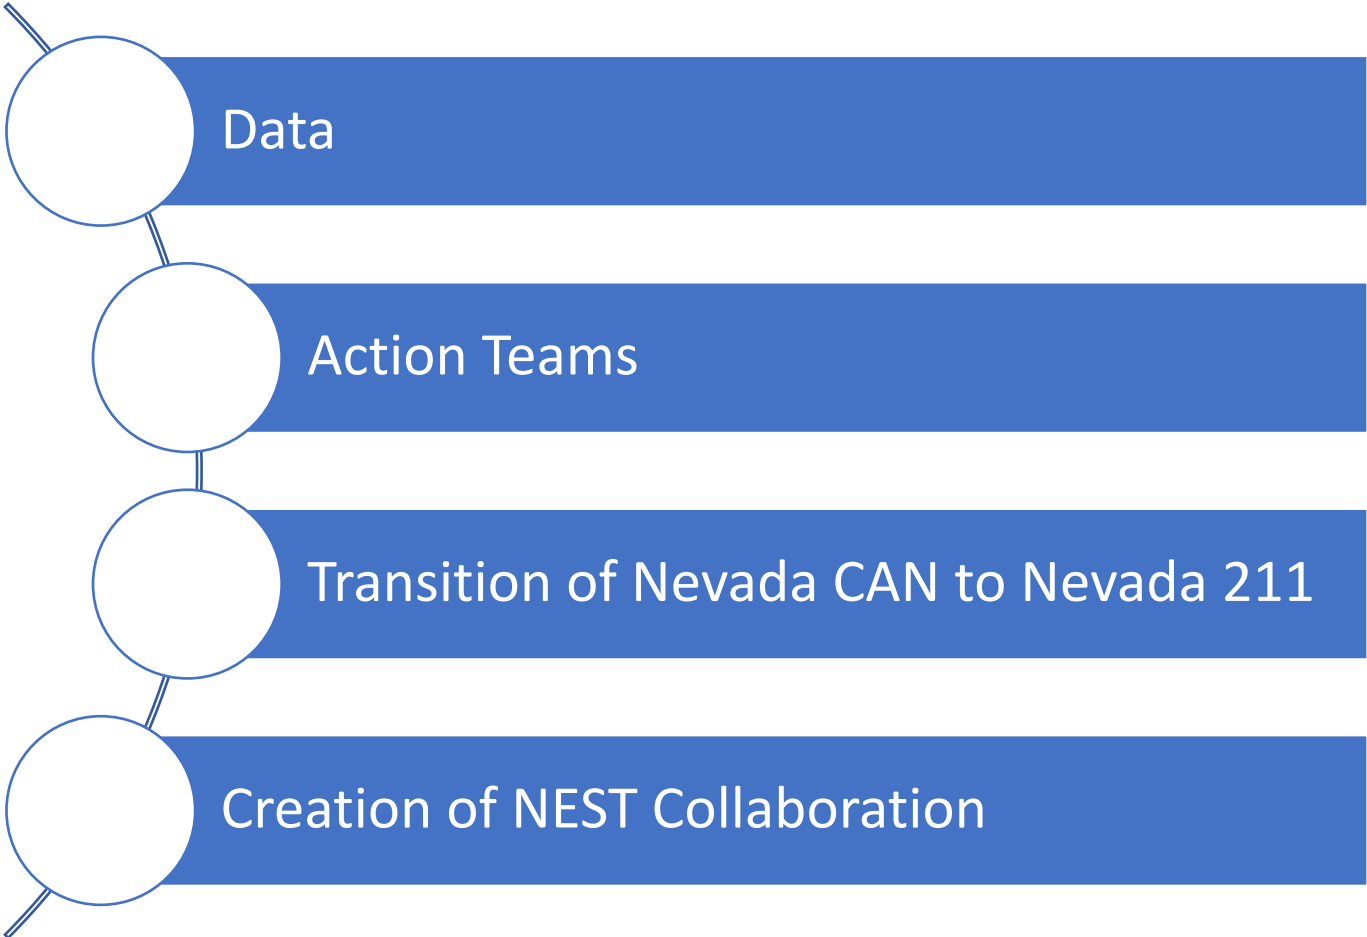 Data
Action Teams
Transition of Nevada CAN to Nevada 211
Creation of NEST Collaboration